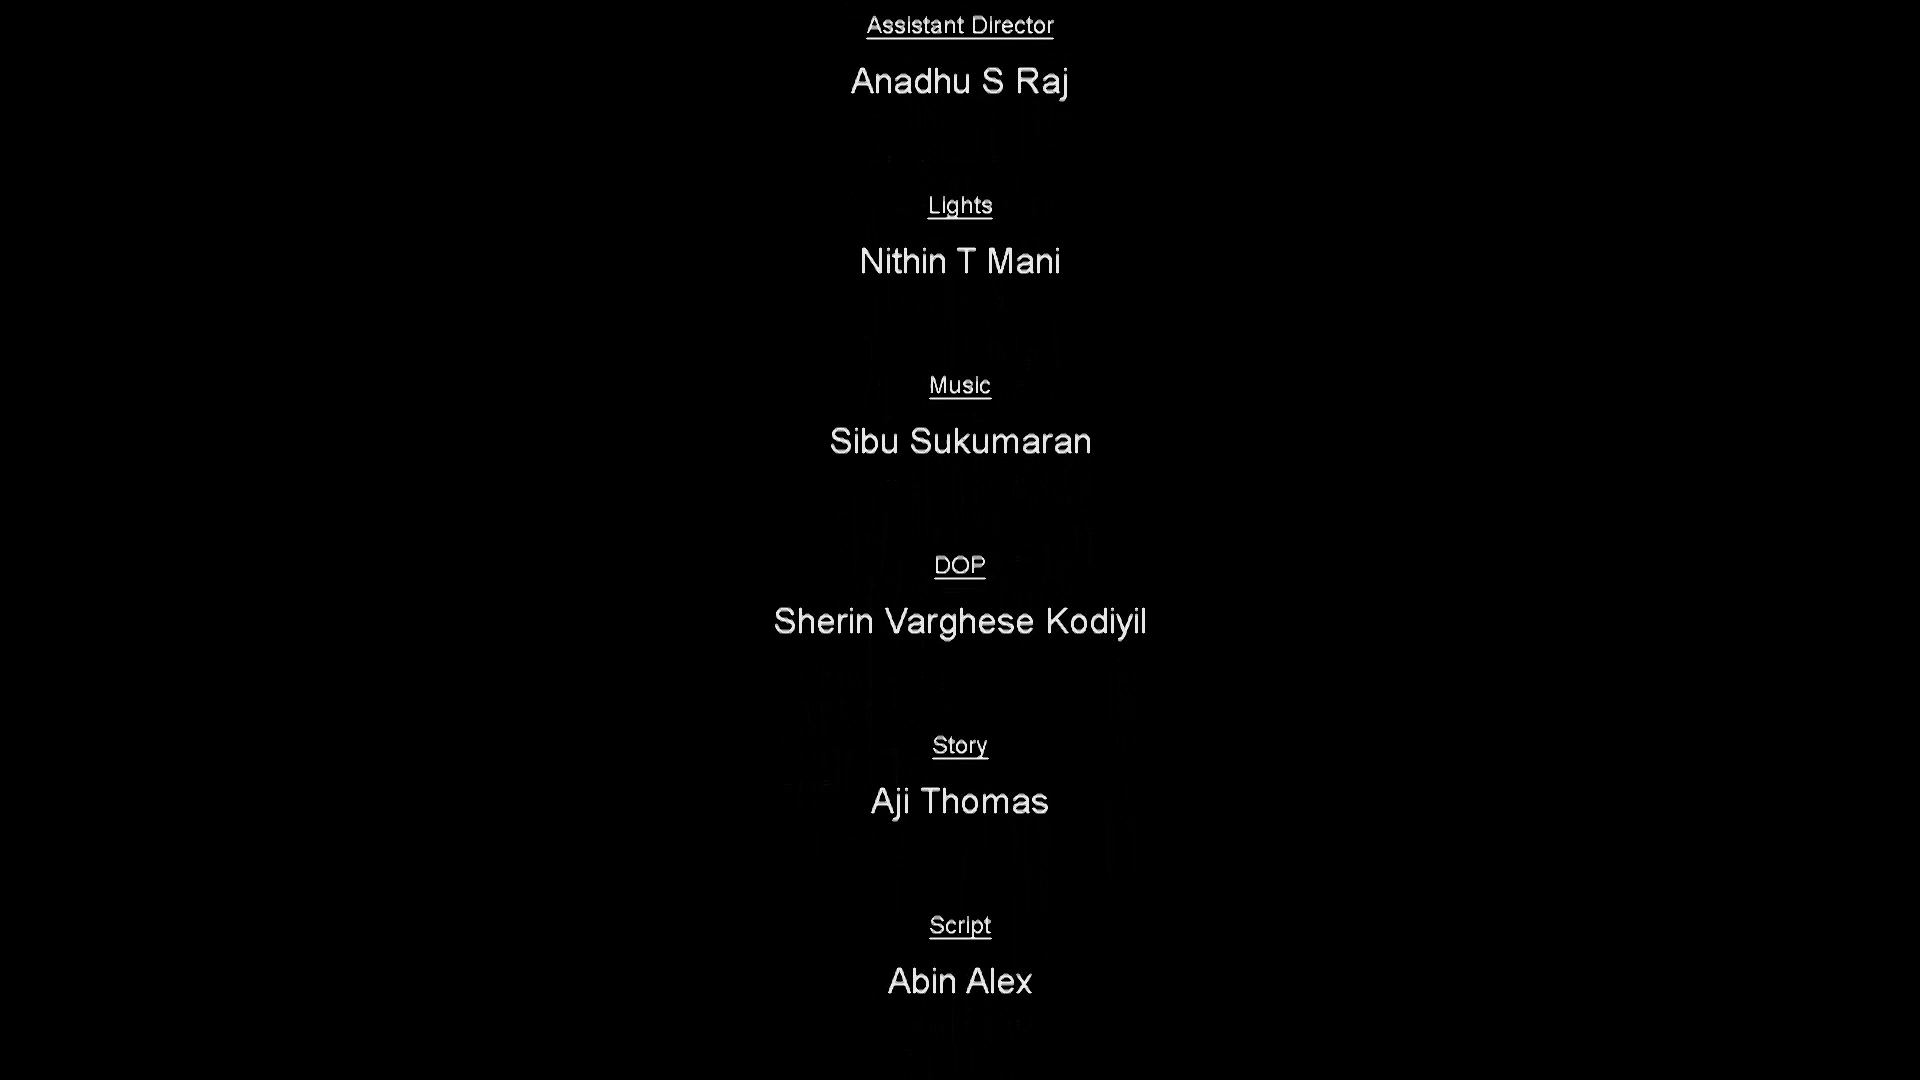 Assistant Director
Anadhu S Raj
Lights
Nithin T Mani
Music
Sibu Sukumaran
DOP
Sherin Varghese Kodiyil
Story
Aji Thomas
Script
Abin Alex